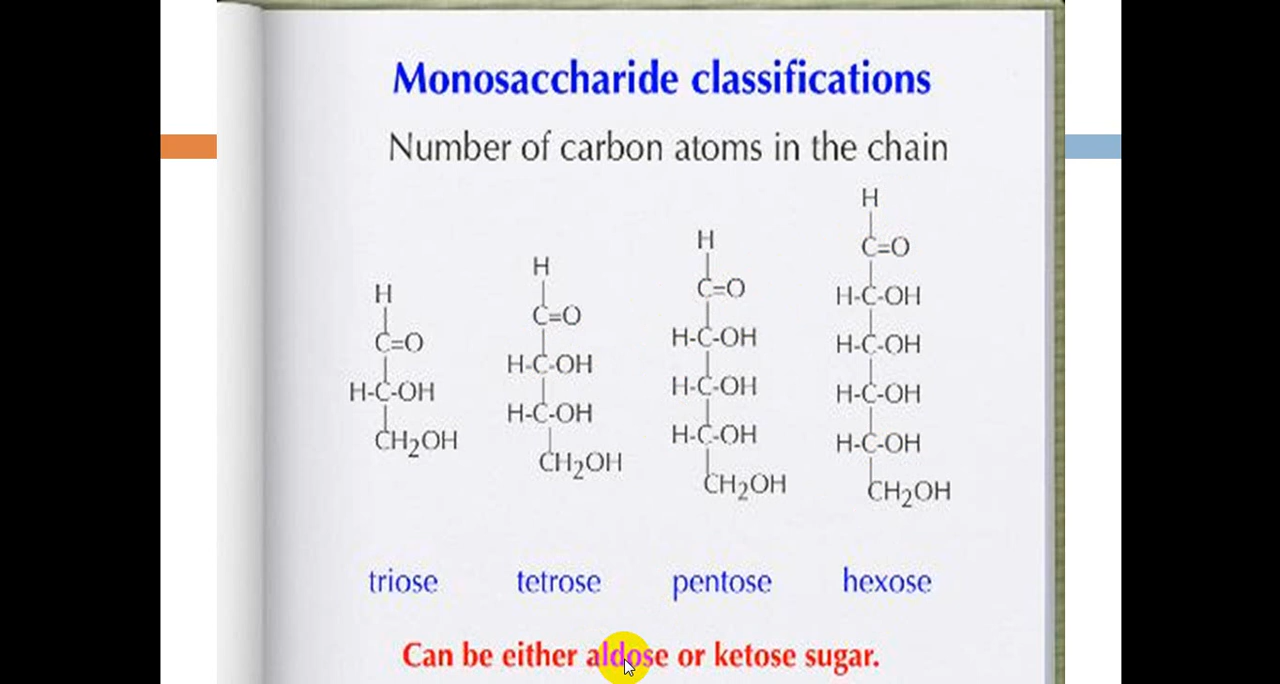 Monosaccharide classifications
Number of carbon atoms in the chain
H
C=O
H-C-OH
CH2OH
triose
H
C=O
H-C-OH
H-C-OH
CH2OH
tetrose
H
C=O
H-C-OH
H-C-OH
H-C-OH
CH2OH
pentose
H
C=O
H-C-OH
H-C-OH
H-C-OH
H-C-OH
CH2OH
hexose
Can be either aldose or ketose sugar.